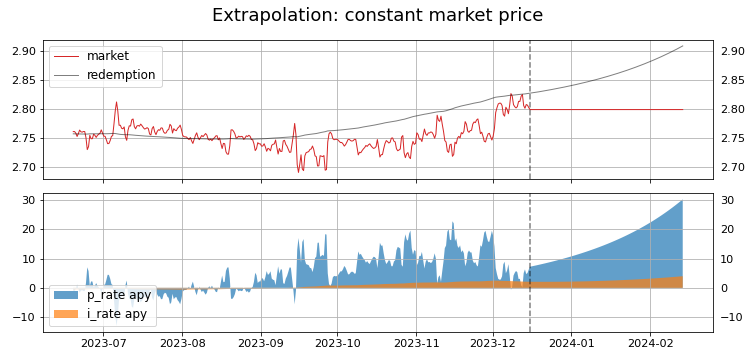 Extrapolation: constant market price
2.90 2.90
market
redemption
2.85 2.85
2.80 2.80
2.75 2.75
2.70 2.70
30 30
20 20
10 10
0 0
p_rate apy
i_rate apy
−10 −10
2023-07 2023-08 2023-09 2023-10 2023-11 2023-12 2024-01 2024-02